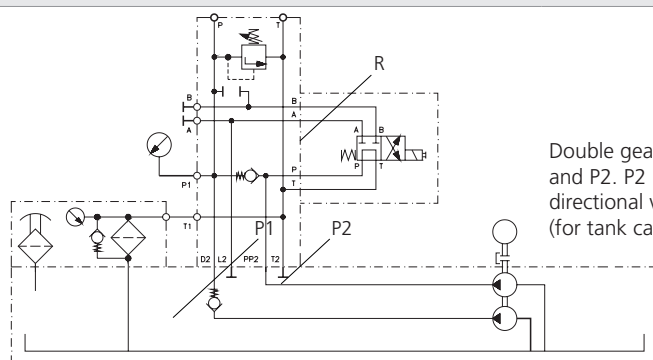 P T
R
B B
A A A B
P T
P1 P
T
T1 P1 P2
D2 L2 PP2 T2
Double gea
and P2. P2
directional v
(for tank ca